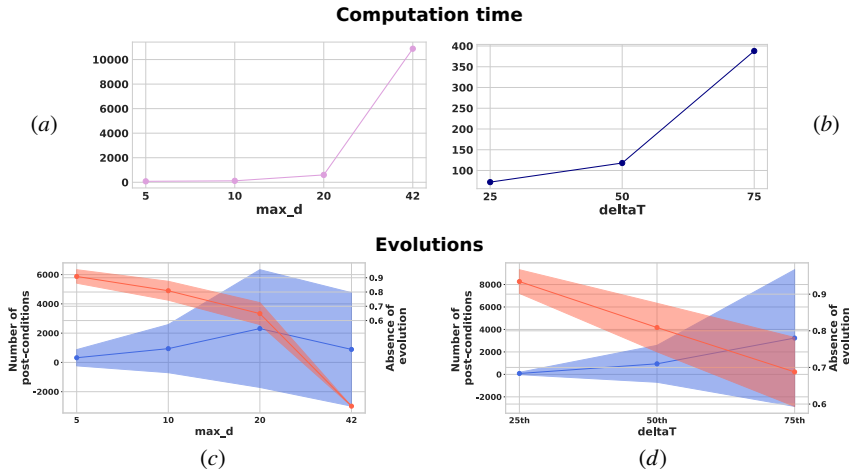 Computation time
(a)
10000
8000
6000
4000
2000
0
5 10 20 42
max_d
400
350
300
250
200
150
100
25 50 75
deltaT
(b)
Evolutions
Number of
post-conditions
6000
4000
2000
0
-2000
5 10 20 42
max_d
0.9
0.8
0.7
0.6
Absence of
evolution
(c)
Number of
post-conditions
8000
6000
4000
2000
0
-2000
25th 50th 75th
deltaT
0.9
0.8
0.7
0.6
Absence of
evolution
(d)